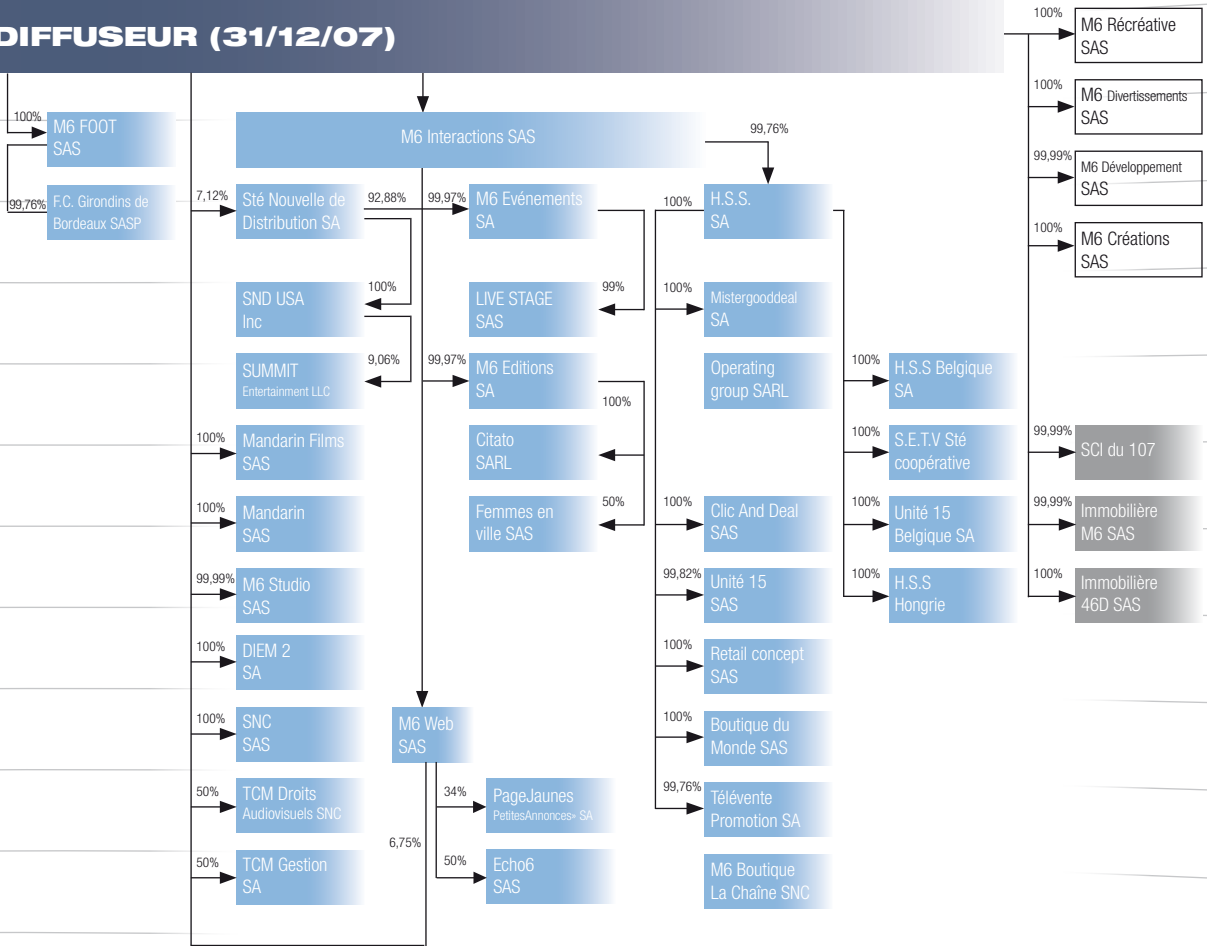 DIFFUSEUR (31/12/07)
100%
M6 Récréative
SAS
100%
M6 Divertissements
SAS
99,99%
M6 Développement
SAS
100%
M6 Créations
SAS
100%
M6 FOOT
SAS
99,76%
F.C. Girondins de
Bordeaux SASP
M6 Interactions SAS
99,76%
7,12%
Sté Nouvelle de
Distribution SA
92,88%
99,97%
M6 Evénements
SA
100%
H.S.S.
SA
100%
SND USA
Inc
99%
LIVE STAGE
SAS
100%
Mistergooddeal
SA
9,06%
SUMMIT
Entertainment LLC
99,97%
M6 Editions
SA
100%
Operating
group SARL
100%
H.S.S Belgique
SA
100%
Mandarin Films
SAS
Citato
SARL
100%
S.E.T.V Sté
coopérative
99,99%
SCI du 107
100%
Mandarin
SAS
50%
Femmes en
ville SAS
100%
Clic And Deal
SAS
100%
Unité 15
Belgique SA
99,99%
Immobilière
M6 SAS
99,99%
M6 Studio
SAS
99,82%
Unité 15
SAS
100%
H.S.S
Hongrie
100%
Immobilière
46D SAS
100%
DIEM 2
SA
100%
Retail concept
SAS
100%
SNC
SAS
M6 Web
SAS
100%
Boutique du
Monde SAS
50%
TCM Droits
Audiovisuels SNC
34%
PageJaunes
PetitesAnnonces» SA
99,76%
Télévente
Promotion SA
6,75%
50%
TCM Gestion
SA
50%
Echo6
SAS
M6 Boutique
La Chaîne SNC